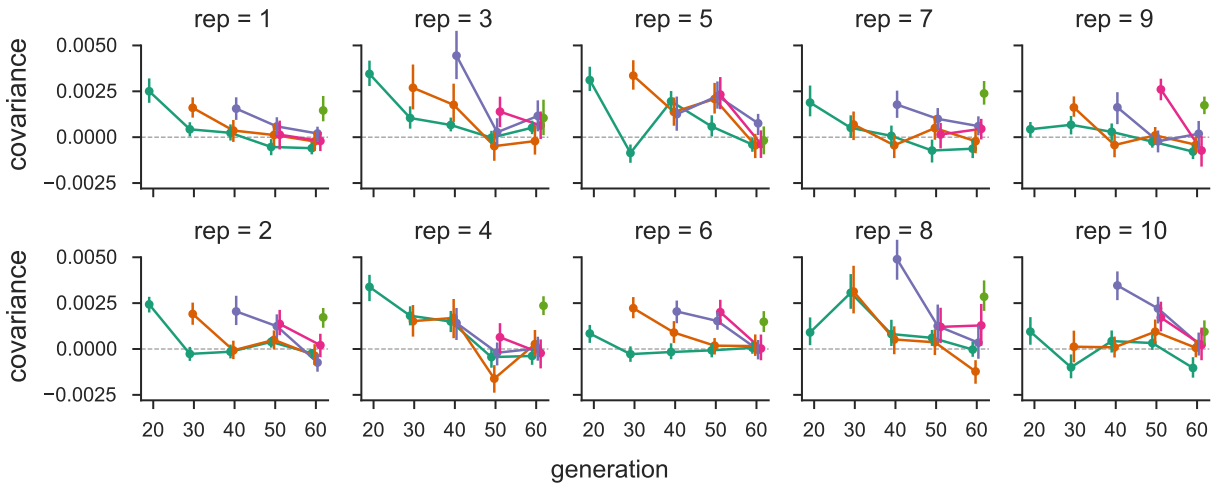 rep = 1 rep = 3 rep = 5 rep = 7 rep = 9
covariance
0.0050
0.0025
0.0000
−0.0025
rep = 2 rep = 4 rep = 6 rep = 8 rep = 10
covariance
0.0050
0.0025
0.0000
−0.0025
20 30 40 50 60 20 30 40 50 60 20 30 40 50 60 20 30 40 50 60 20 30 40 50 60
generation